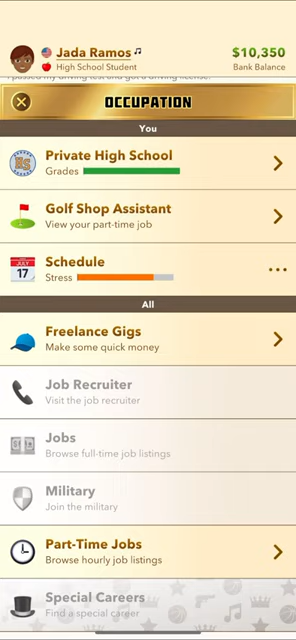 Jada Ramos
$10,350
High School Student
Bank Balance
I passed my driving test and got a driving license.
OCCUPATION
You
HS
Private High School
Grades
Golf Shop Assistant
View your part-time job
JULY
17
Schedule
Stress
All
Freelance Gigs
Make some quick money
Job Recruiter
Visit the job recruiter
Jobs
Browse full-time job listings
Military
Join the military
Part-Time Jobs
Browse hourly job listings
Special Careers
Find a special career